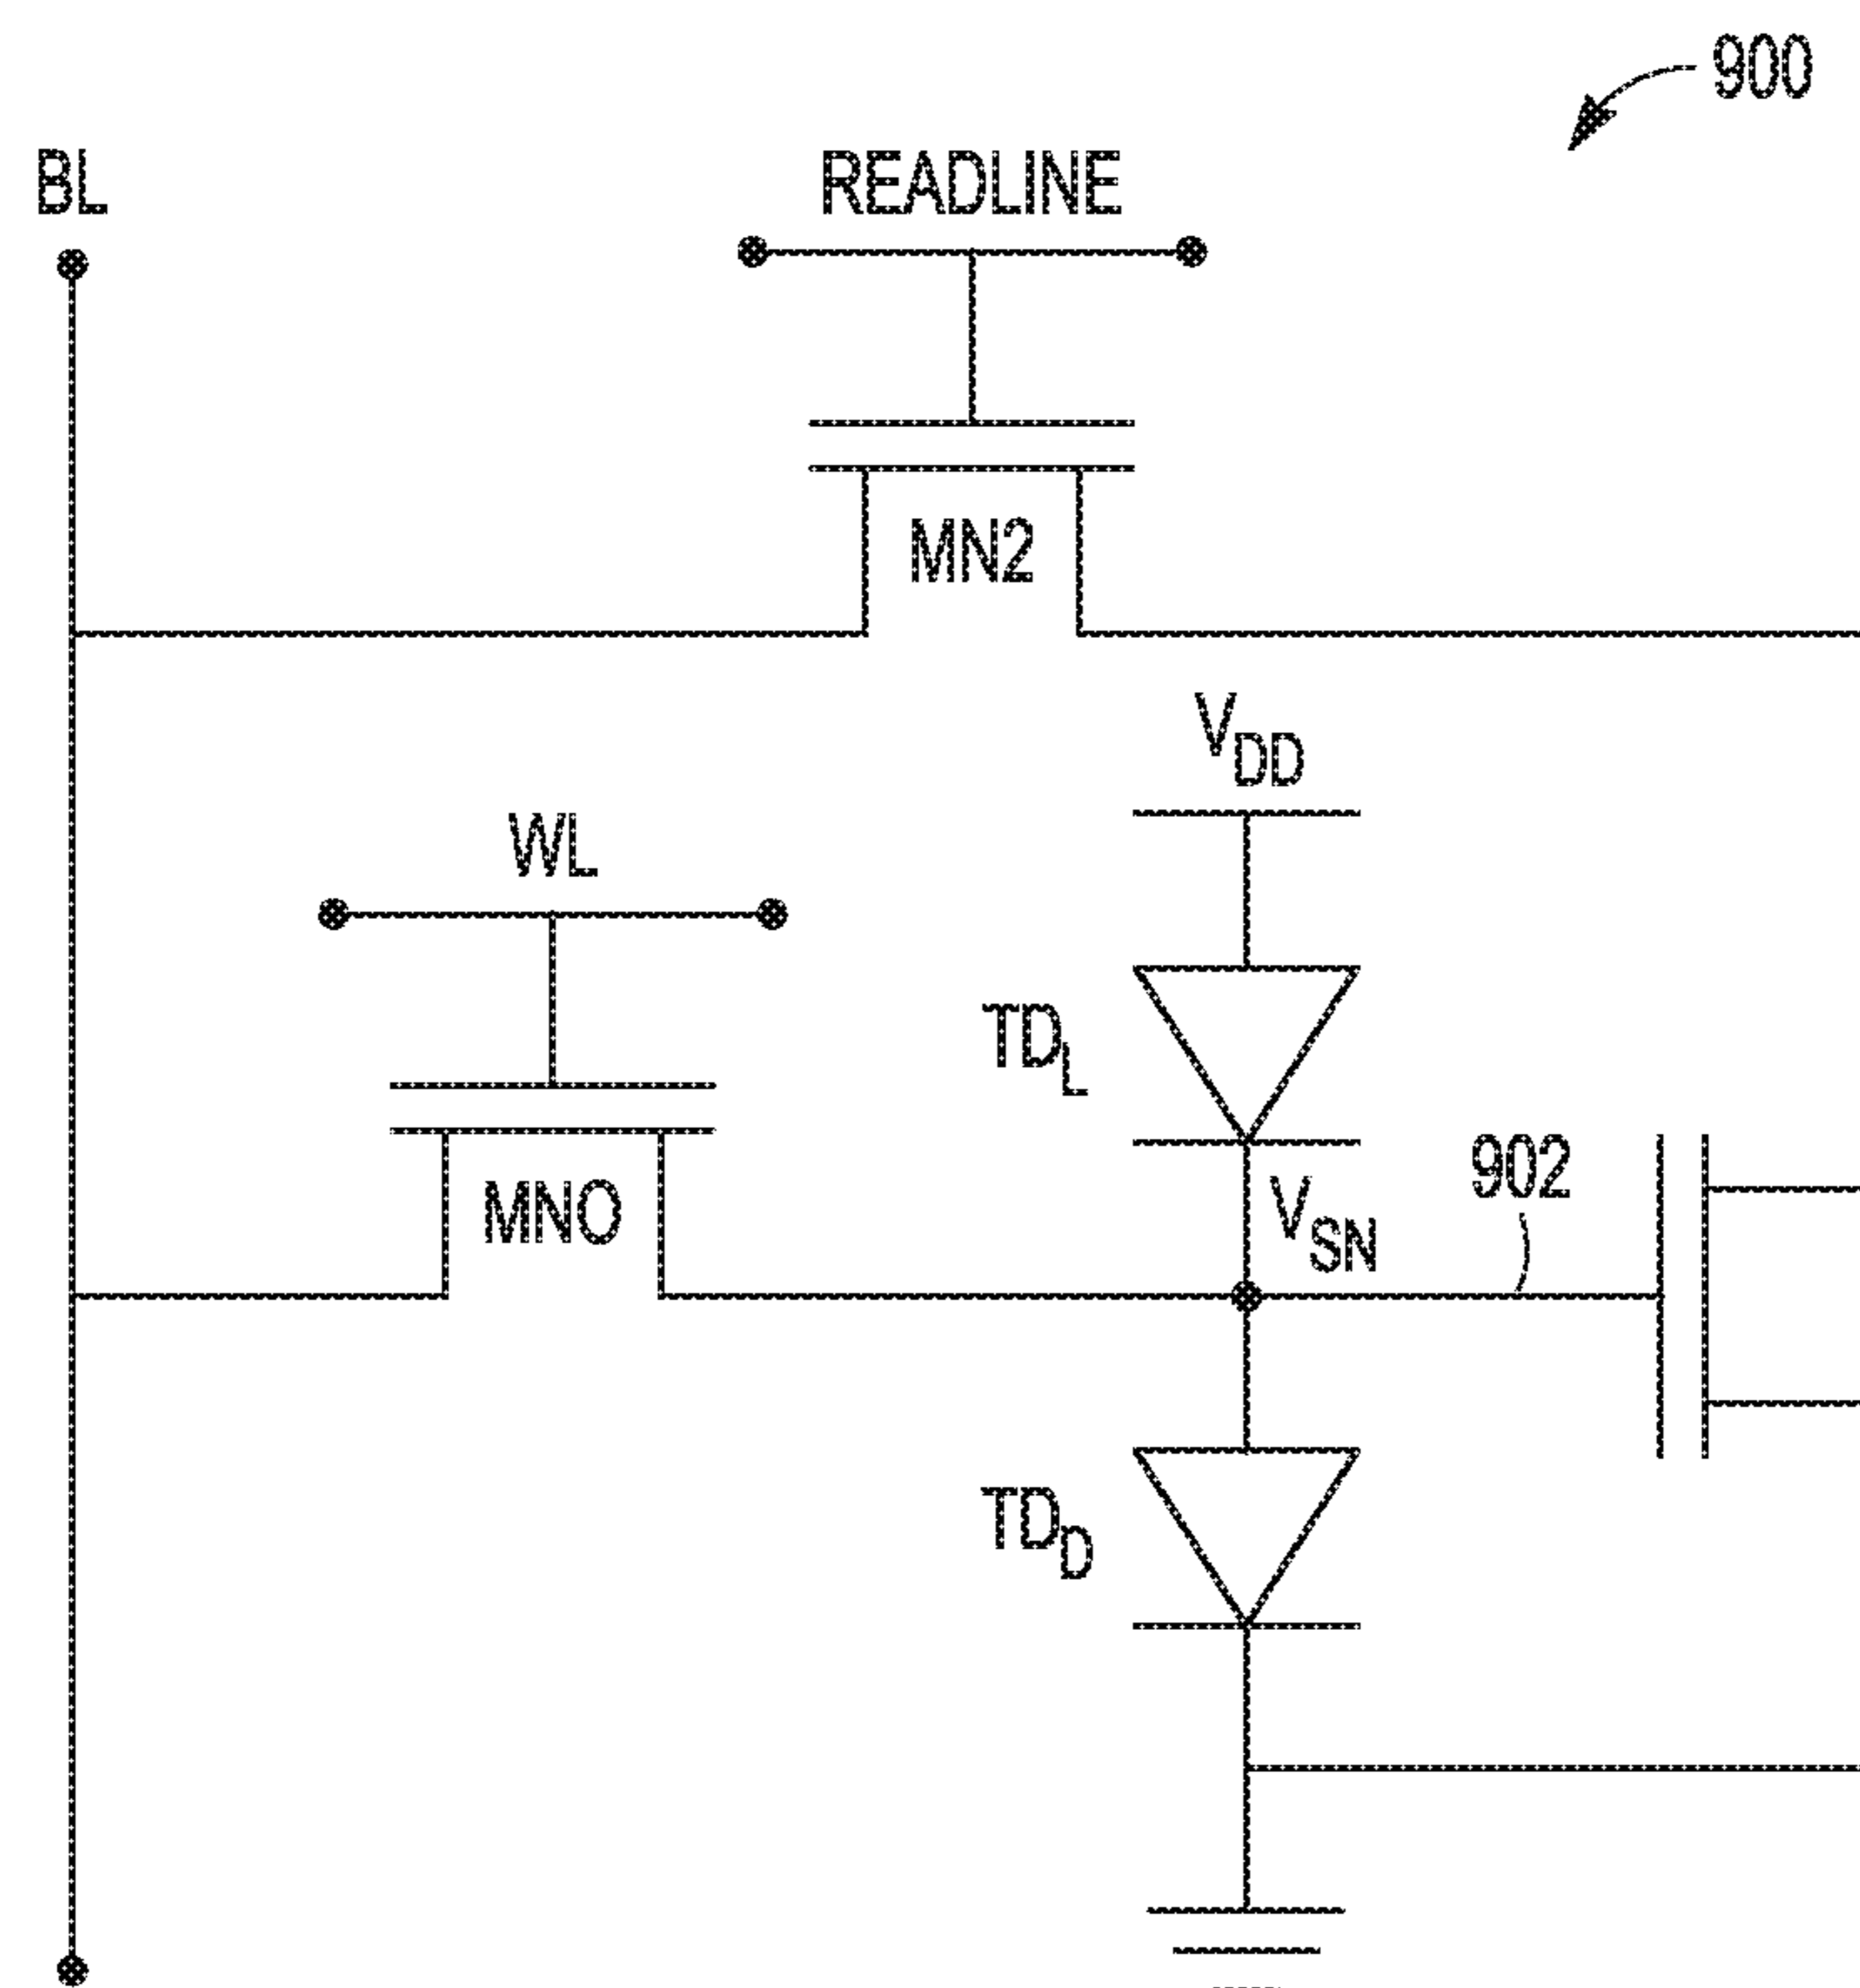 900
BL
READLINE
MN2
VDD
WL
TDL
902
MNO
VSN
TDD